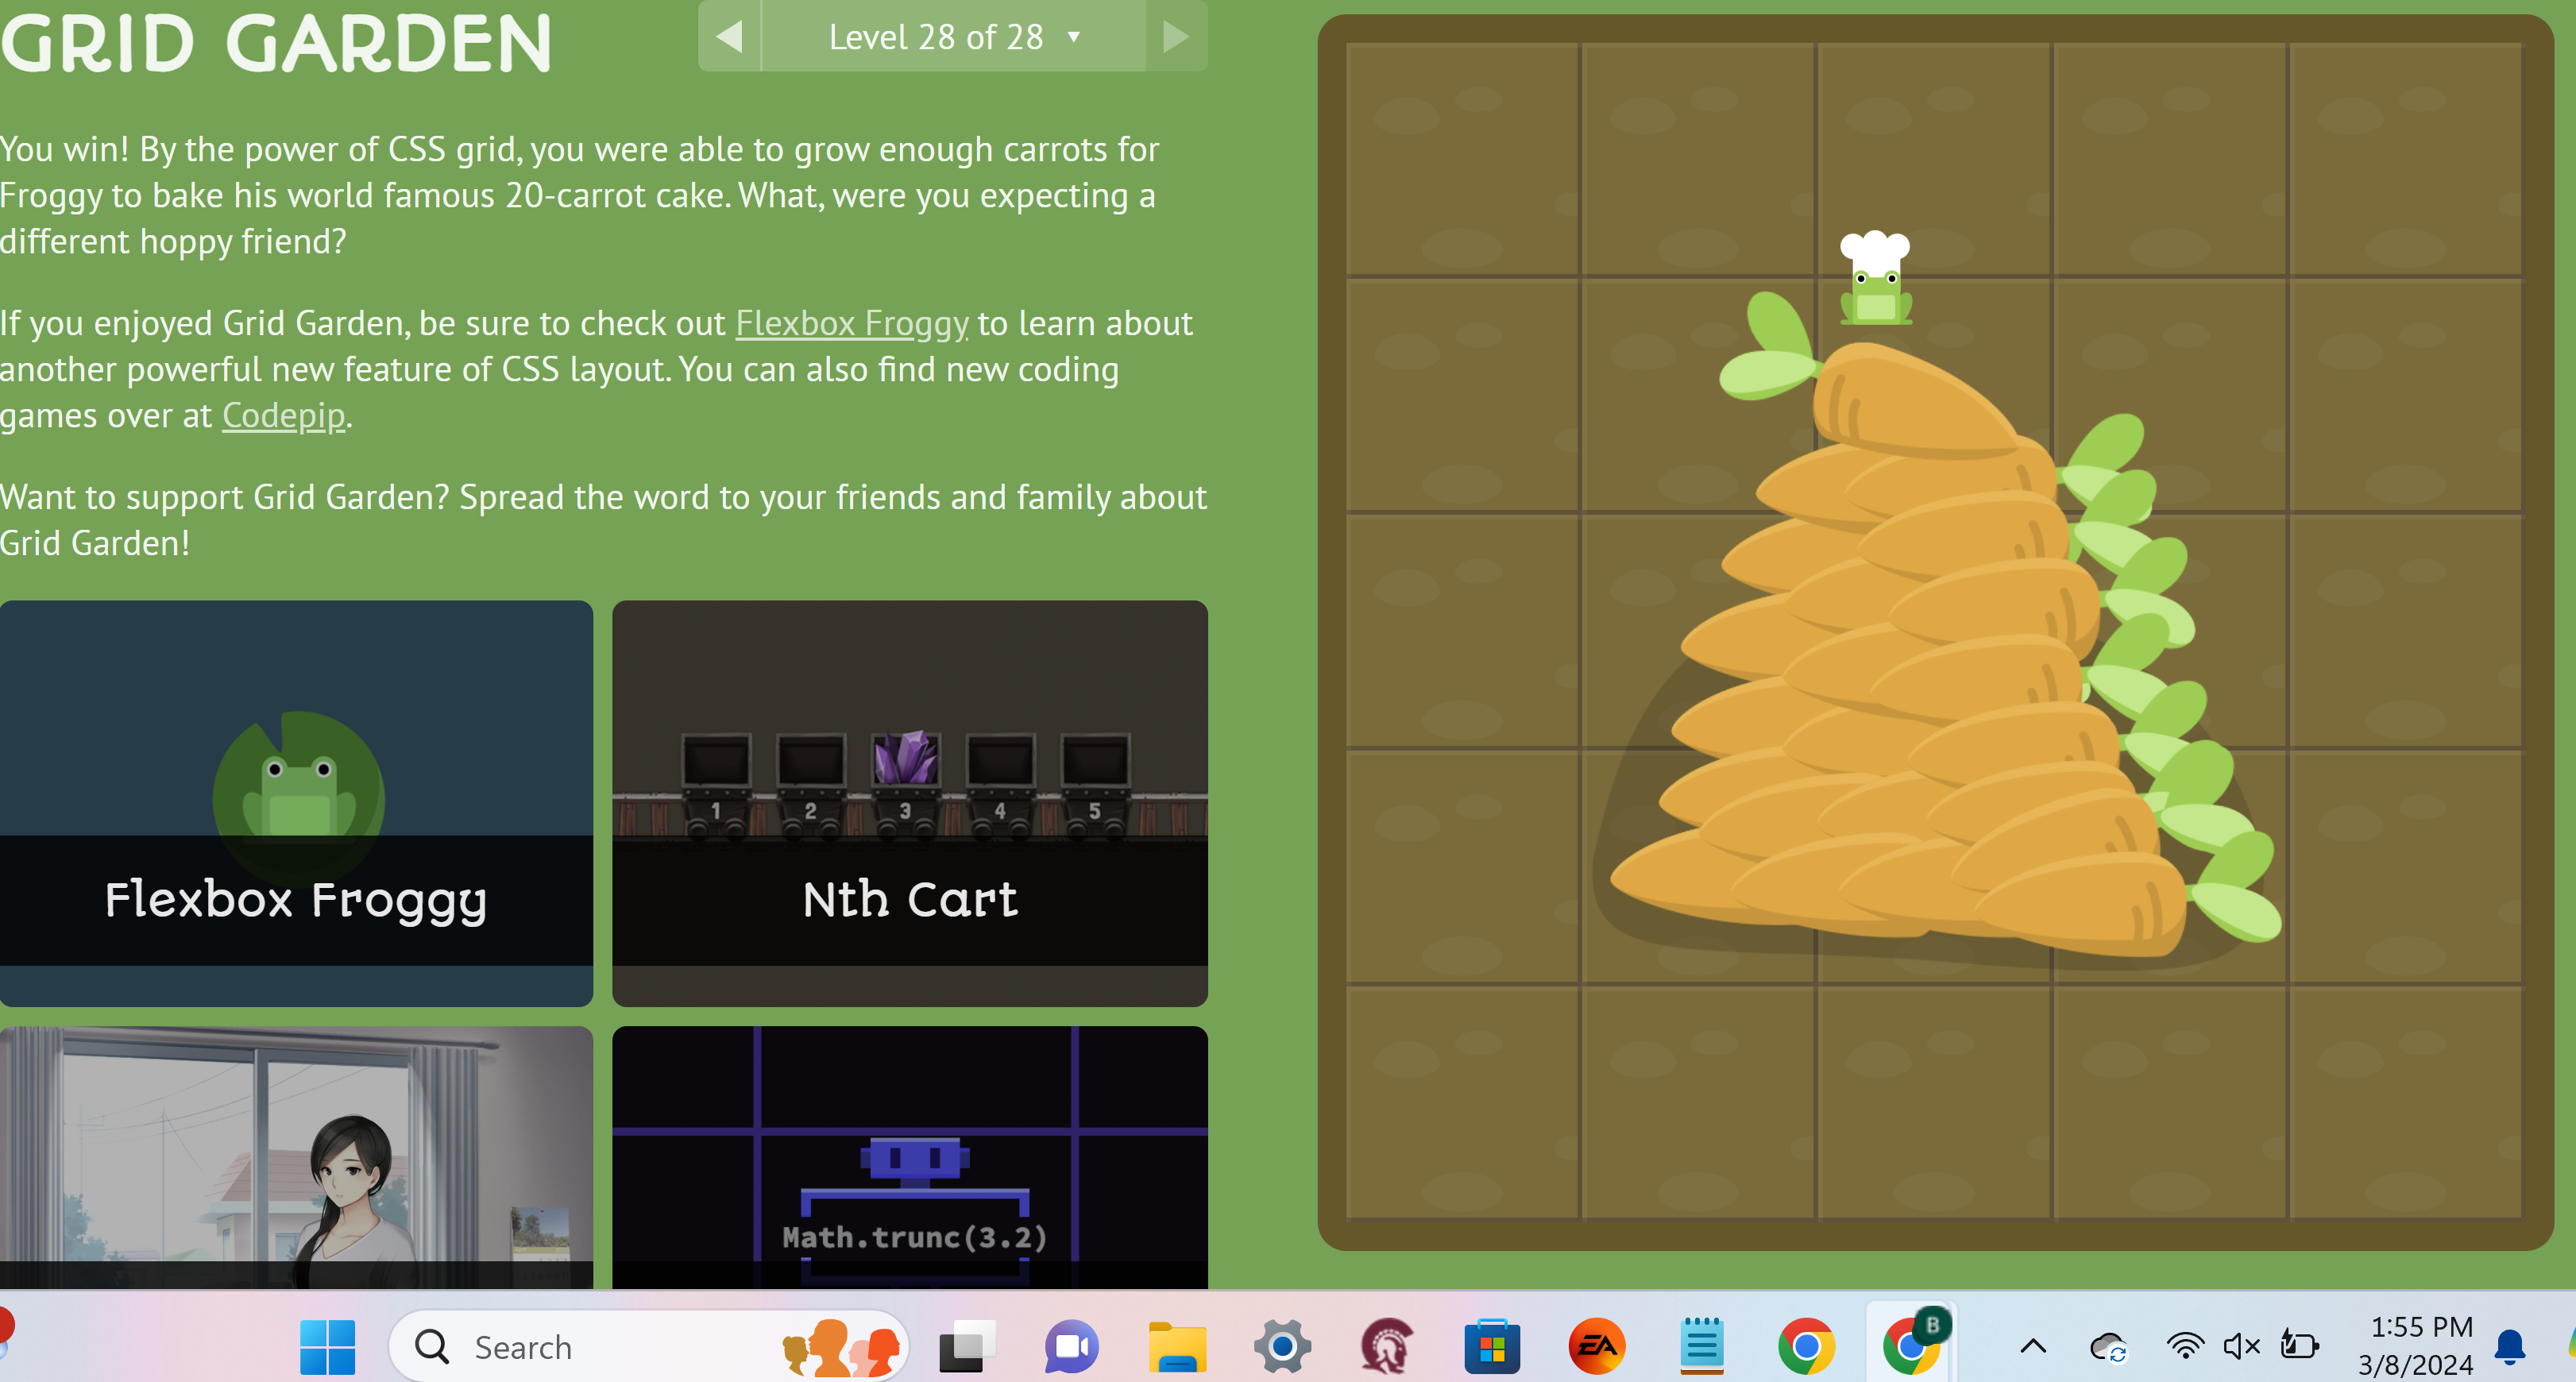 GRID GARDEN
Level 28 of 28
You win! By the power of CSS grid, you were able to grow enough carrots for
Froggy to bake his world famous 20-carrot cake. What, were you expecting a
different hoppy friend?
If you enjoyed Grid Garden, be sure to check out Flexbox Froggy to learn about
another powerful new feature of CSS layout. You can also find new coding
games over at Codepip.
Want to support Grid Garden? Spread the word to your friends and family about
Grid Garden!
Flexbox Froggy
1 2 3 4 5
Nth Cart
Math.trunc(3.2)
Search
EA
B
1:55 PM
3/8/2024